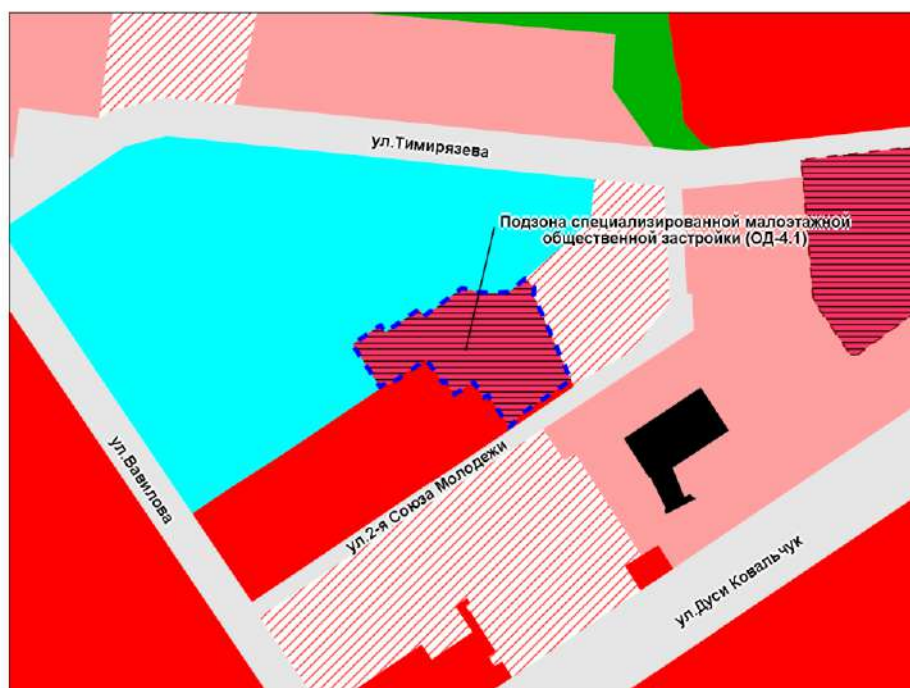 ул.Тимирязева
Подзона специализированной малоэтажной
общественной застройки (ОД-4.1)
ул.Вавилова
ул.2-я Союза Молодежи
ул.Дуси Ковальчук